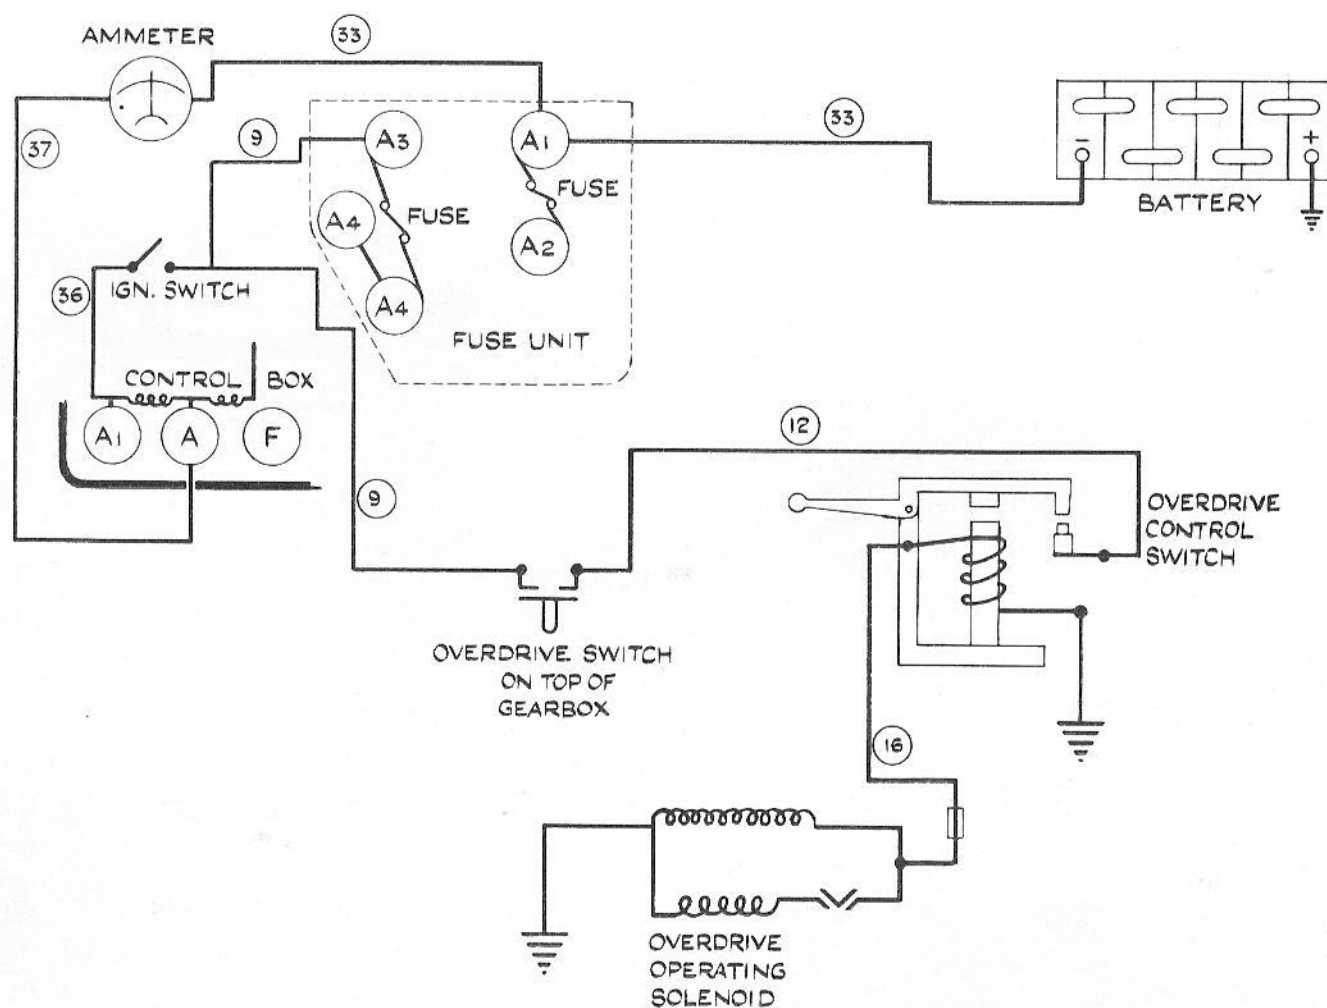 AMMETER
33
33
9
37
A3
A1
FUSE
A4
FUSE
A2
A4
FUSE UNIT
- +
BATTERY
IGN. SWITCH
36
CONTROL BOX
A1 A F
9
12
OVERDRIVE
CONTROL
SWITCH
OVERDRIVE SWITCH
ON TOP OF
GEARBOX
16
OVERDRIVE
OPERATING
SOLENOID